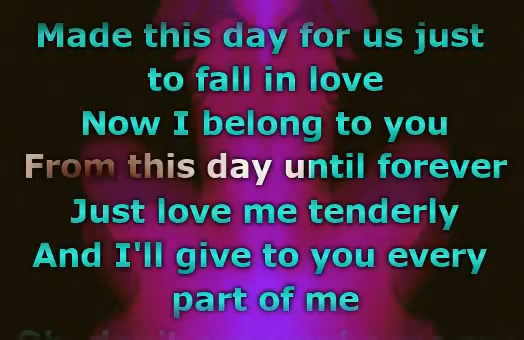 Made this day for us just
to fall in love
Now I belong to you
From this day until forever
Just love me tenderly
And I'll give to you every
part of me